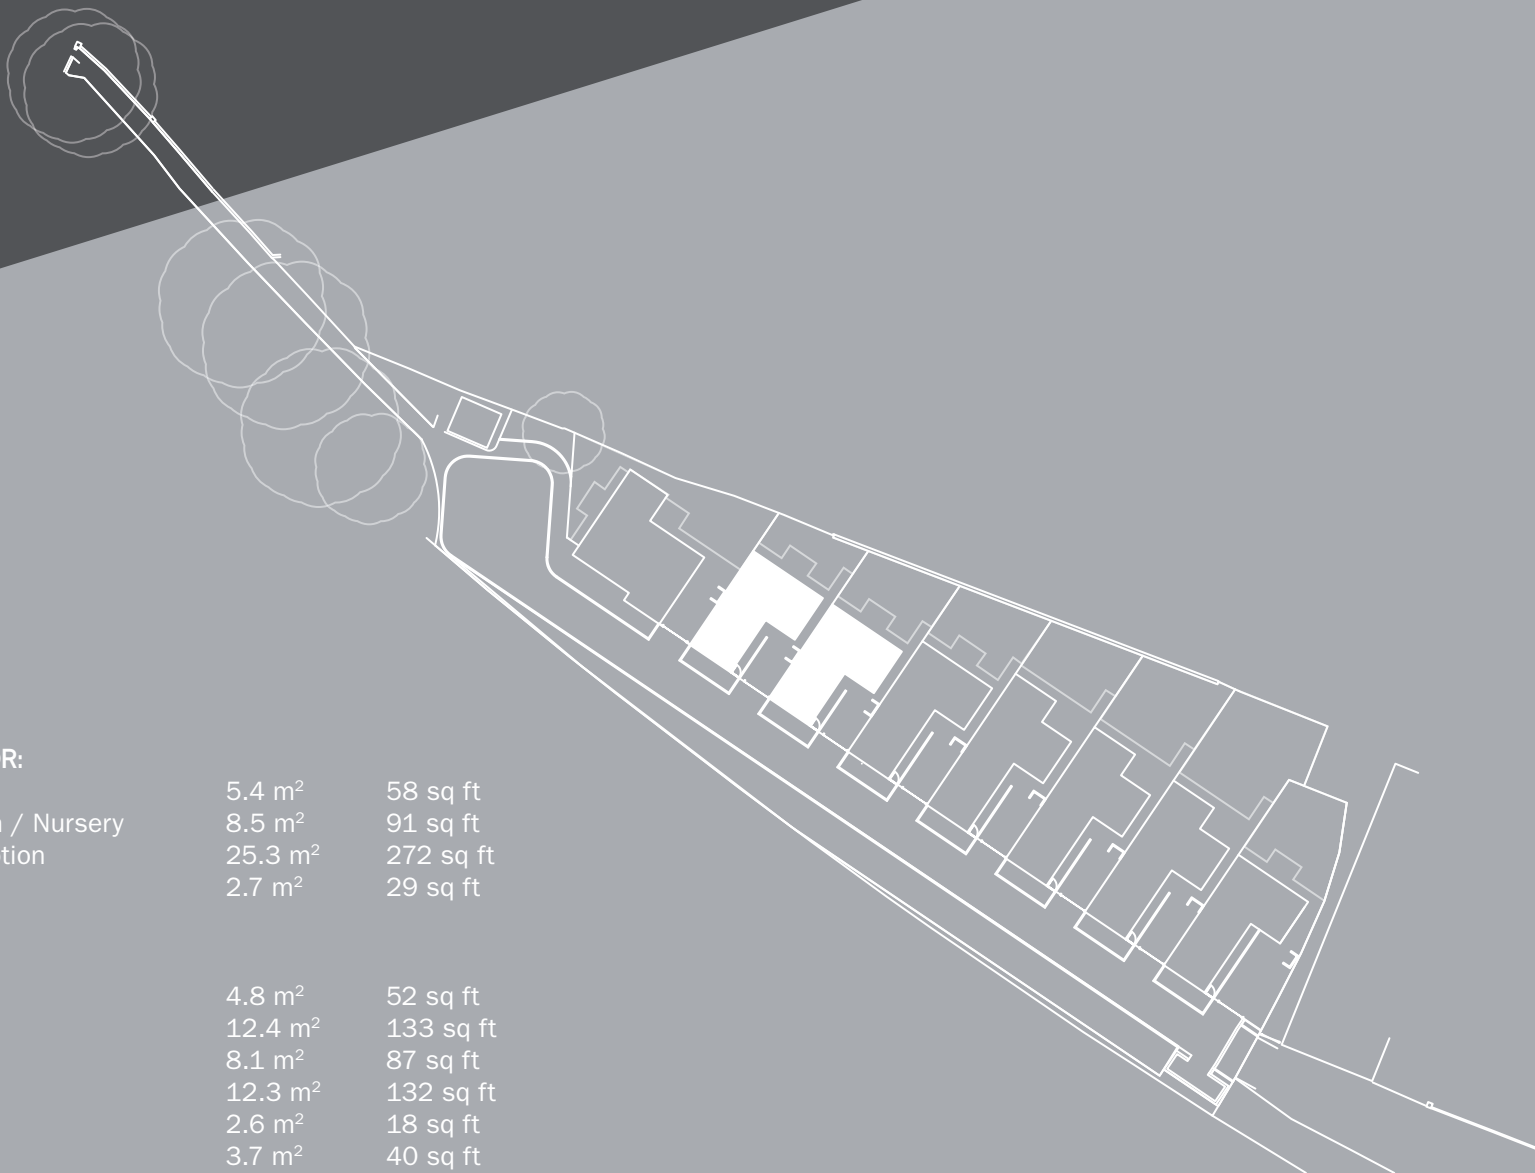 R:
5.4 m² 58 sq ft
/ Nursery 8.5 m² 91 sq ft
tion 25.3 m² 272 sq ft
2.7 m² 29 sq ft
4.8 m² 52 sq ft
12.4 m² 133 sq ft
8.1 m² 87 sq ft
12.3 m² 132 sq ft
2.6 m² 18 sq ft
3.7 m² 40 sq ft